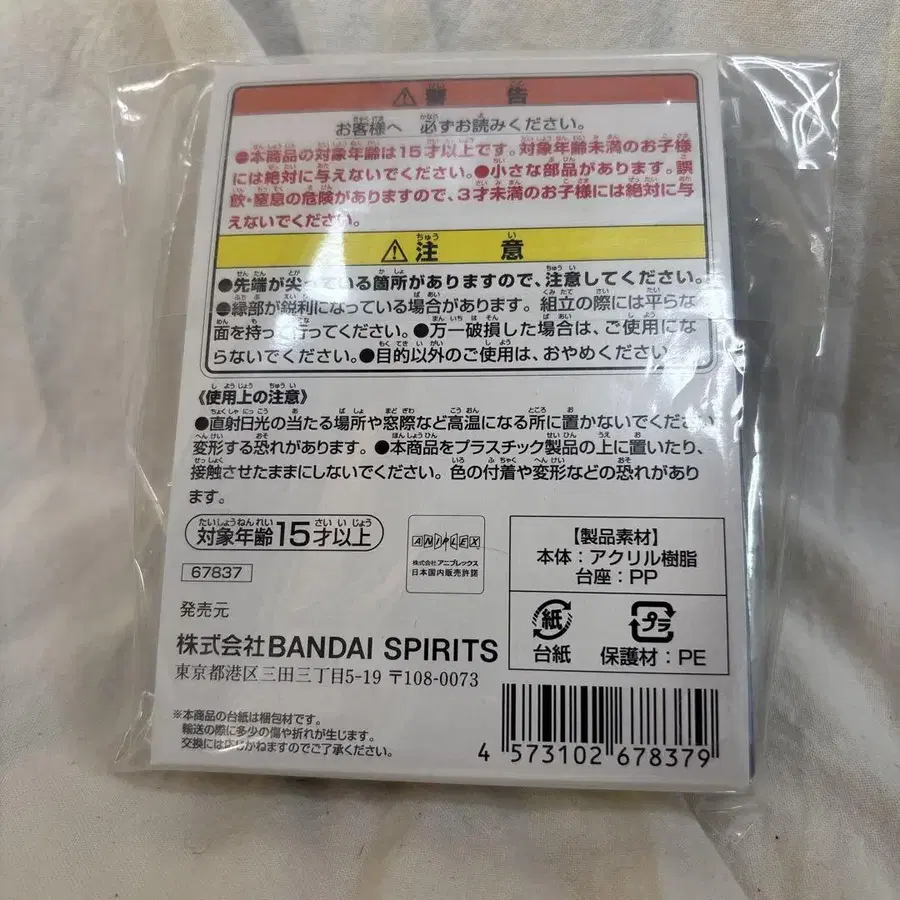 ⚠警告
お客様へ 必ずお読みください。
●本商品の対象年齢は15才以上です。対象年齢未満のお子様
には絶対に与えないでください。●小さな部品があります。誤
飲・窒息の危険がありますので、3才未満のお子様には絶対に与
えないでください。
⚠注意
●先端が尖っている箇所がありますので、注意してください。
●縁部が鋭利になっている場合があります。組立の際には平らな
面を持って行ってください。●万一破損した場合は、ご使用にな
らないでください。●目的以外のご使用は、おやめください
《使用上の注意》
●直射日光の当たる場所や窓際など高温になる所に置かないでください
変形する恐れがあります。●本商品をプラスチック製品の上に置いたり、
接触させたままにしないでください。色の付着や変形などの恐れがあり
ます。
対象年齢15才以上
67837
ANIPLEX
株式会社アニプレックス
日本国内販売許諾
【製品素材】
本体：アクリル樹脂
台座：PP
紙
台紙
プラ
保護材：PE
発売元
株式会社BANDAI SPIRITS
東京都港区三田三丁目5-19 〒108-0073
※本商品の台紙は梱包材です。
輸送の際に多少の傷や折れが生じます。
交換には応じかねますのでご了承ください。
4 573102 678379